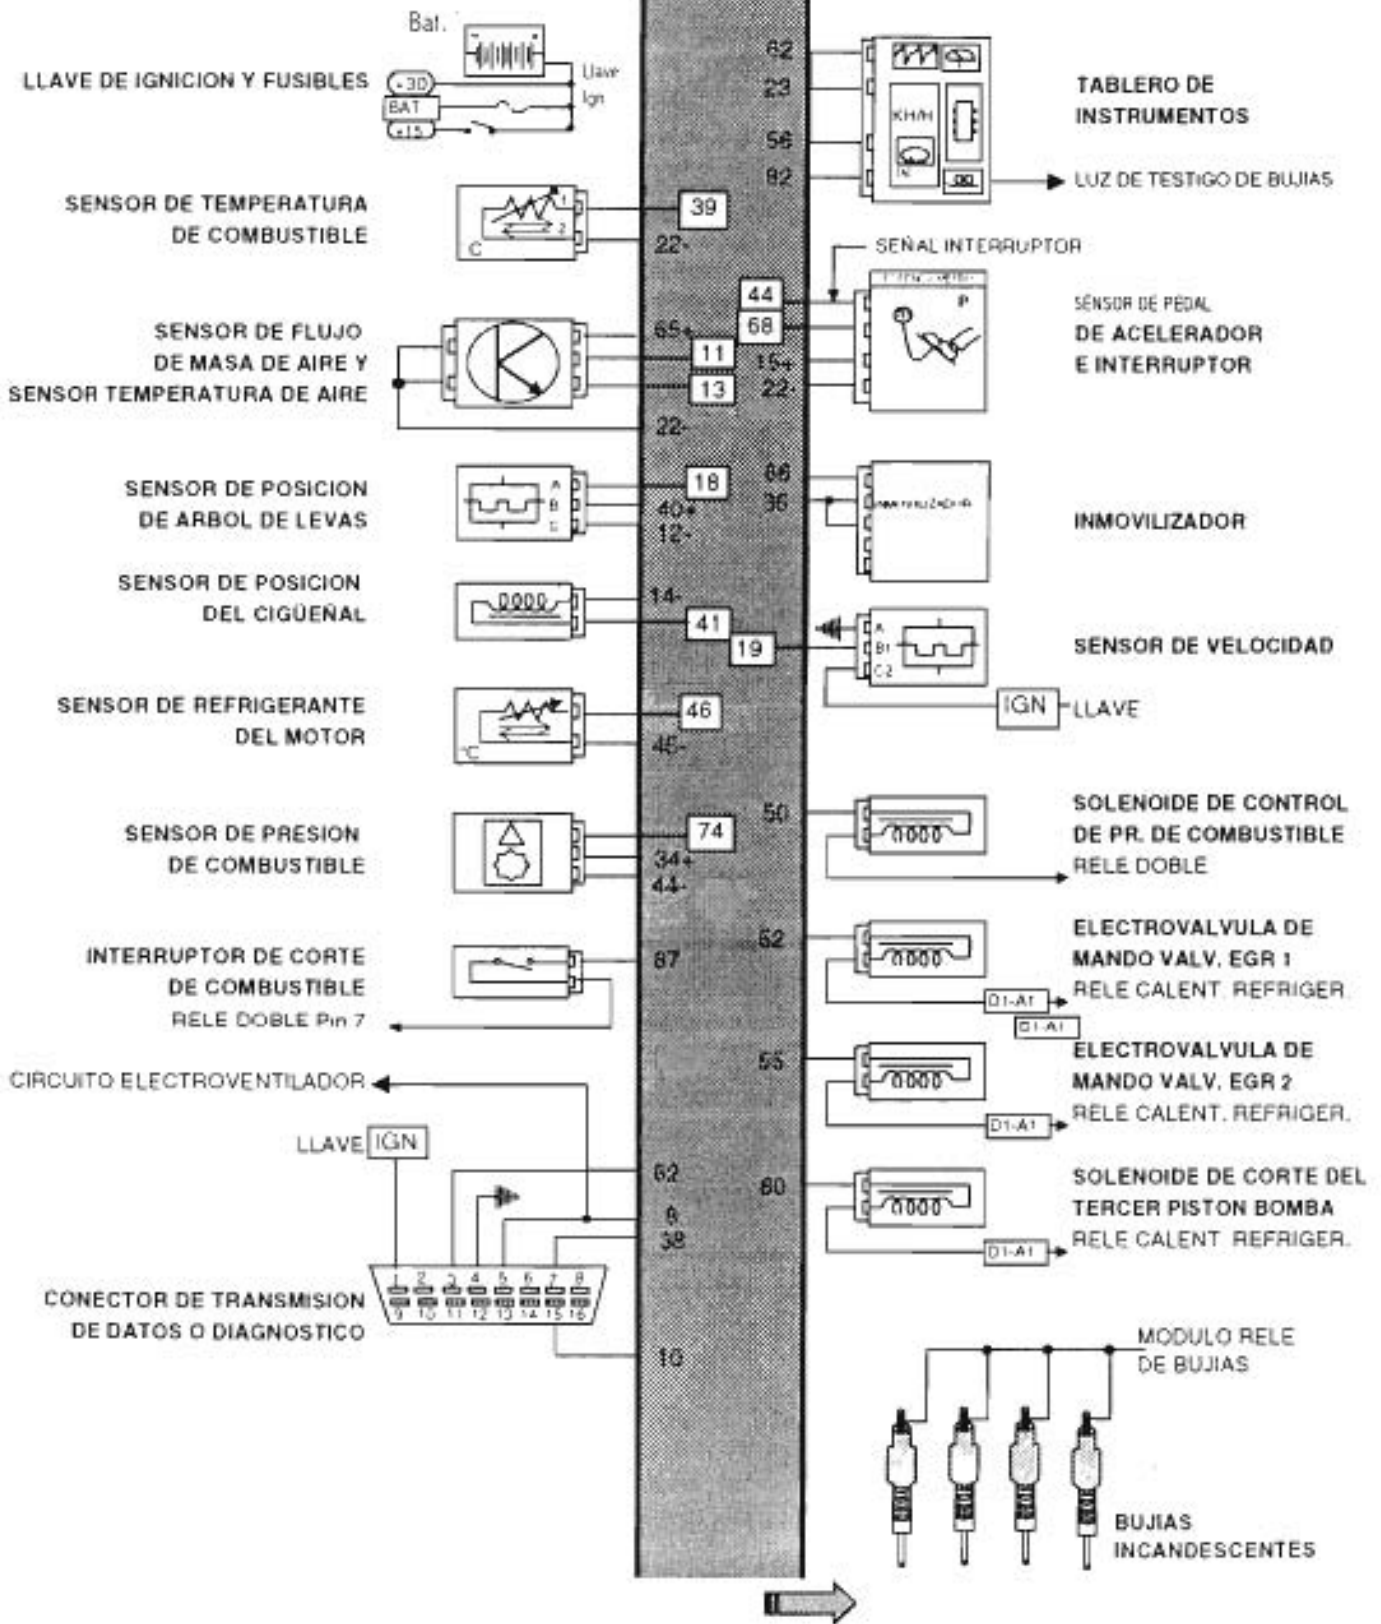 Bat.
LLAVE DE IGNICION Y FUSIBLES
+30
BAT
+15
Llave
Ign
SENSOR DE TEMPERATURA
DE COMBUSTIBLE
1
2
C
39
22-
SENSOR DE FLUJO
DE MASA DE AIRE Y
SENSOR TEMPERATURA DE AIRE
65+
11
13
22-
SENSOR DE POSICION
DE ARBOL DE LEVAS
A
B
C
18
40+
12-
SENSOR DE POSICION
DEL CIGÜEÑAL
14-
41
SENSOR DE REFRIGERANTE
DEL MOTOR
°C
46
45-
SENSOR DE PRESION
DE COMBUSTIBLE
74
34+
44-
INTERRUPTOR DE CORTE
DE COMBUSTIBLE
RELE DOBLE Pin 7
87
CIRCUITO ELECTROVENTILADOR
LLAVE IGN
62
38
1 2 3 4 5 6 7 8
9 10 11 12 13 14 15 16
CONECTOR DE TRANSMISION
DE DATOS O DIAGNOSTICO
10
62
23
56
82
KH/H
TABLERO DE
INSTRUMENTOS
LUZ DE TESTIGO DE BUJIAS
SEÑAL INTERRUPTOR
44
68
15+
22-
P
SENSOR DE PEDAL
DE ACELERADOR
E INTERRUPTOR
66
36
INMOVILIZADOR
INMOVILIZADOR
19
A
B1
C-2
SENSOR DE VELOCIDAD
IGN LLAVE
50
SOLENOIDE DE CONTROL
DE PR. DE COMBUSTIBLE
RELE DOBLE
52
ELECTROVALVULA DE
MANDO VALV. EGR 1
RELE CALENT. REFRIGER.
D1-A1
D1-A1
55
ELECTROVALVULA DE
MANDO VALV. EGR 2
RELE CALENT. REFRIGER.
D1-A1
60
SOLENOIDE DE CORTE DEL
TERCER PISTON BOMBA
RELE CALENT REFRIGER.
D1-A1
MODULO RELE
DE BUJIAS
BUJIAS
INCANDESCENTES